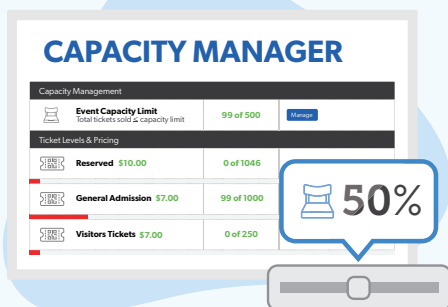 CAPACITY MANAGER
Capacity Management
Event Capacity Limit
Total tickets sold ≤ capacity limit
99 of 500
Manage
Ticket Levels & Pricing
Reserved $10.00
0 of 1046
General Admission $7.00
99 of 1000
Visitors Tickets $7.00
0 of 250
50%